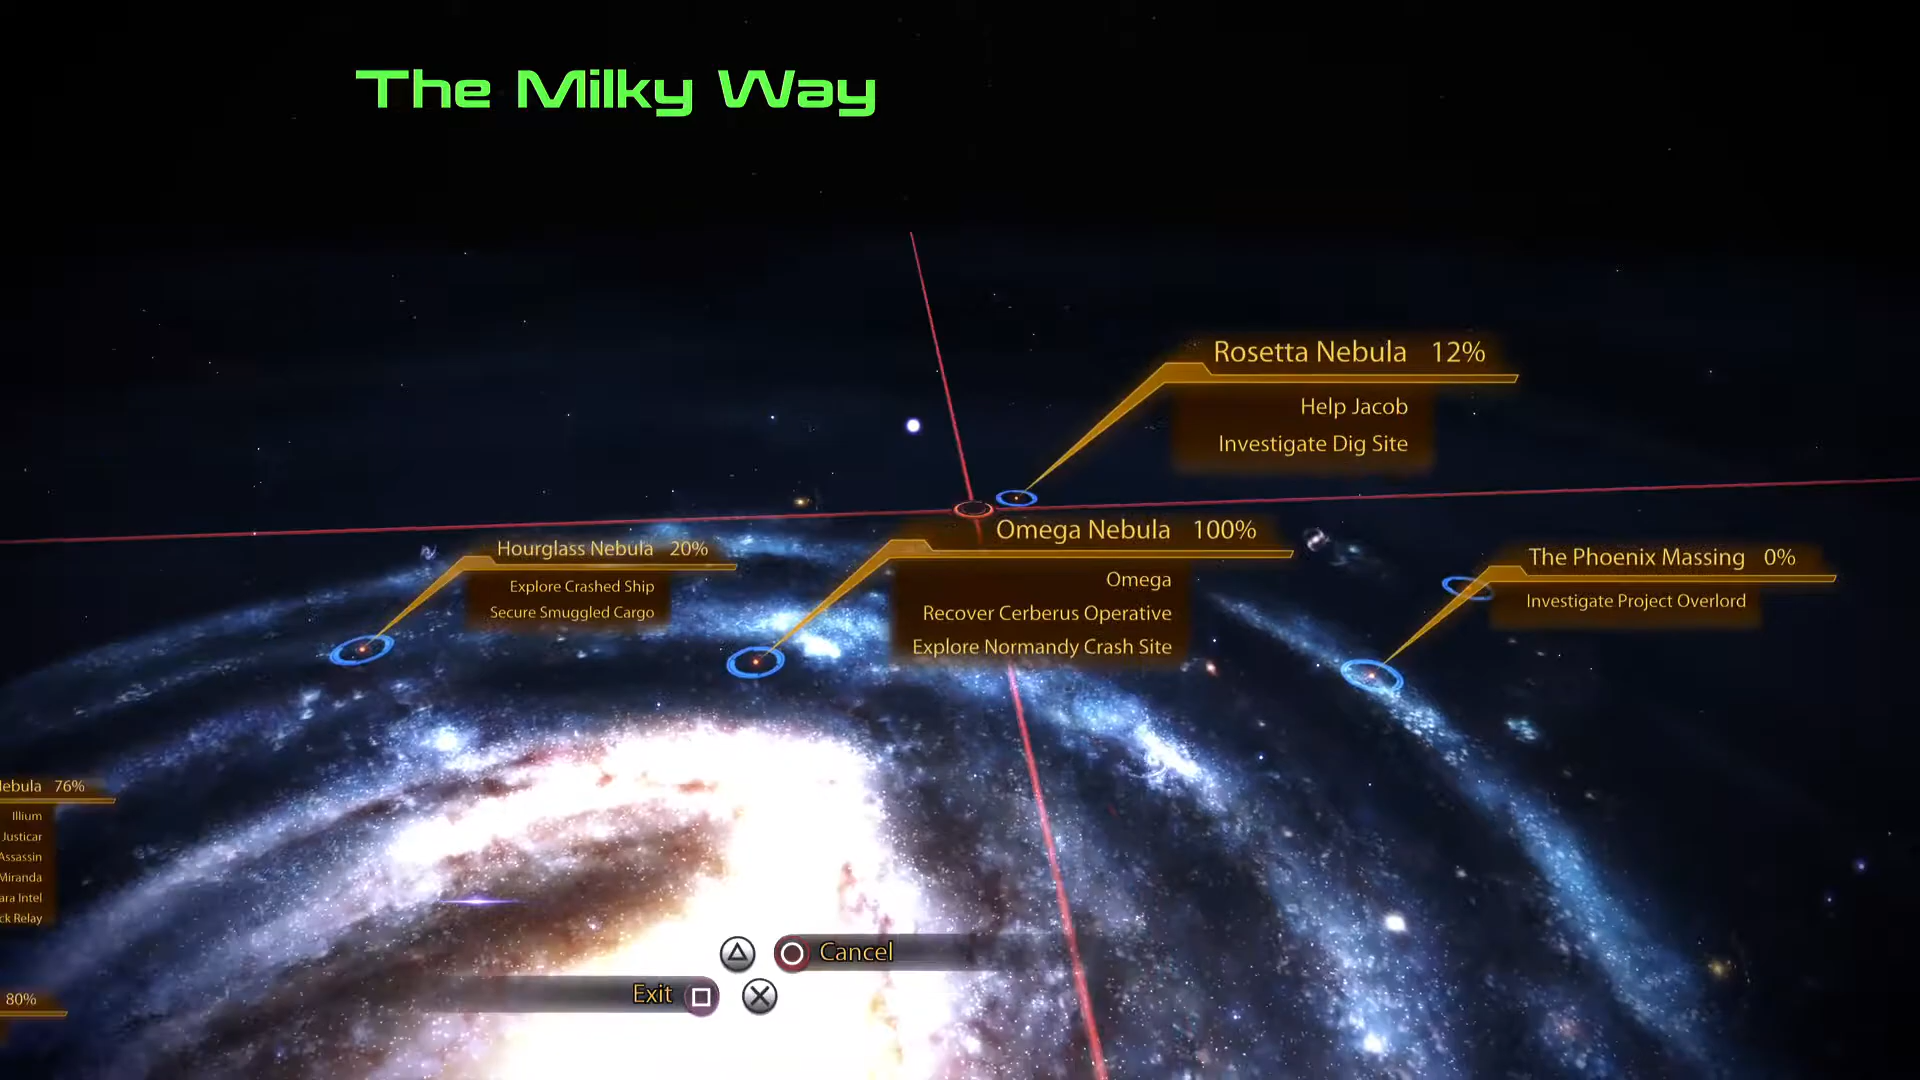 The Milky Way
Rosetta Nebula 12%
Help Jacob
Investigate Dig Site
Omega Nebula 100%
Omega
Recover Cerberus Operative
Explore Normandy Crash Site
Hourglass Nebula 20%
Explore Crashed Ship
Secure Smuggled Cargo
The Phoenix Massing 0%
Investigate Project Overlord
76%
Illium
Justicar
Assassin
Miranda
Intel
Relay
80%
Cancel
Exit